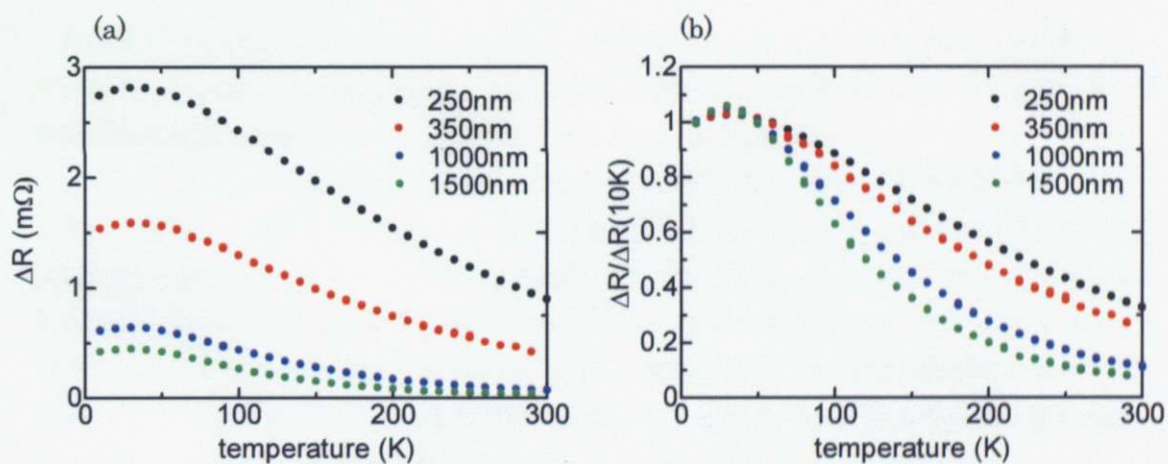 (a)
3
2
1
0
ΔR (mΩ)
0
100
200
300
temperature (K)
250nm
350nm
1000nm
1500nm
(b)
1.2
1
0.8
0.6
0.4
0.2
0
ΔR/ΔR(10K)
0
100
200
300
temperature (K)
250nm
350nm
1000nm
1500nm